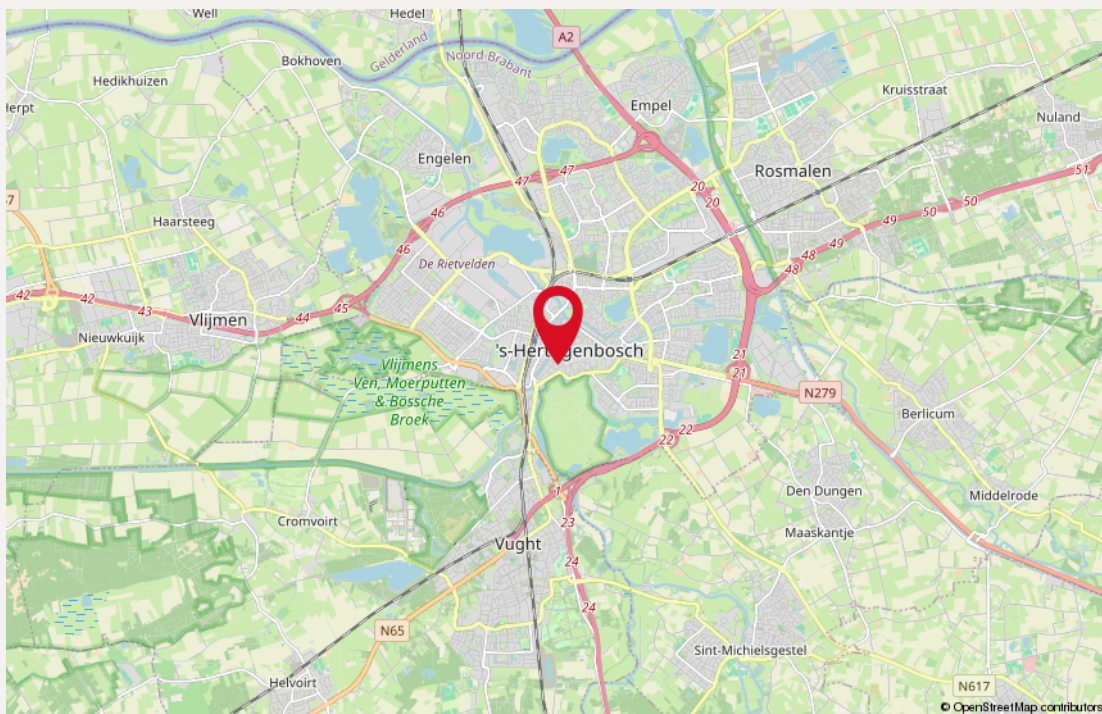 Well
Hedel
A2
Gelderland
Noord-Brabant
Bokhoven
Hedikhuizen
Herpt
Kruisstraat
Empel
Nuland
Engelen
Rosmalen
47
47
51
20
20
50
50
49
49
48
48
46
46
Haarsteeg
De Rietvelden
42
42
43
44
45
Vlijmen
Nieuwkuijk
's-Hertogenbosch
Vlijmens
Ven, Moerputten
& Bossche
Broek
21
21
N279
Berlicum
22
22
1
23
Den Dungen
Middelrode
Cromvoirt
Maaskantje
Vught
24
24
N65
Sint-Michielsgestel
Helvoirt
N617
© OpenStreetMap contributors